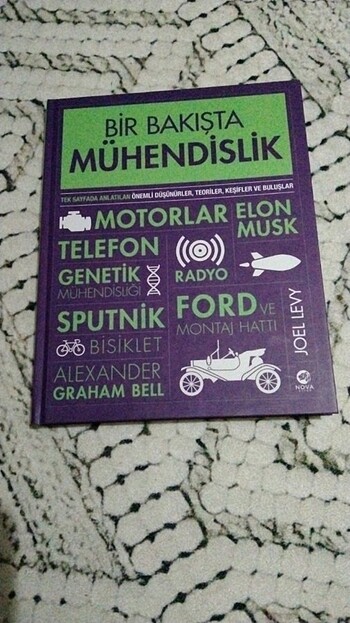 BİR BAKIŞTA
MÜHENDİSLİK
TEK SAYFADA ANLATILAN ÖNEMLİ DÜŞÜNÜRLER, TEORİLER, KEŞİFLER VE BULUŞLAR
MOTORLAR
ELON
MUSK
TELEFON
GENETİK
MÜHENDİSLİĞİ
RADYO
SPUTNİK
BİSİKLET
FORD VE
MONTAJ HATTI
ALEXANDER
GRAHAM BELL
JOEL LEVY
NOVA